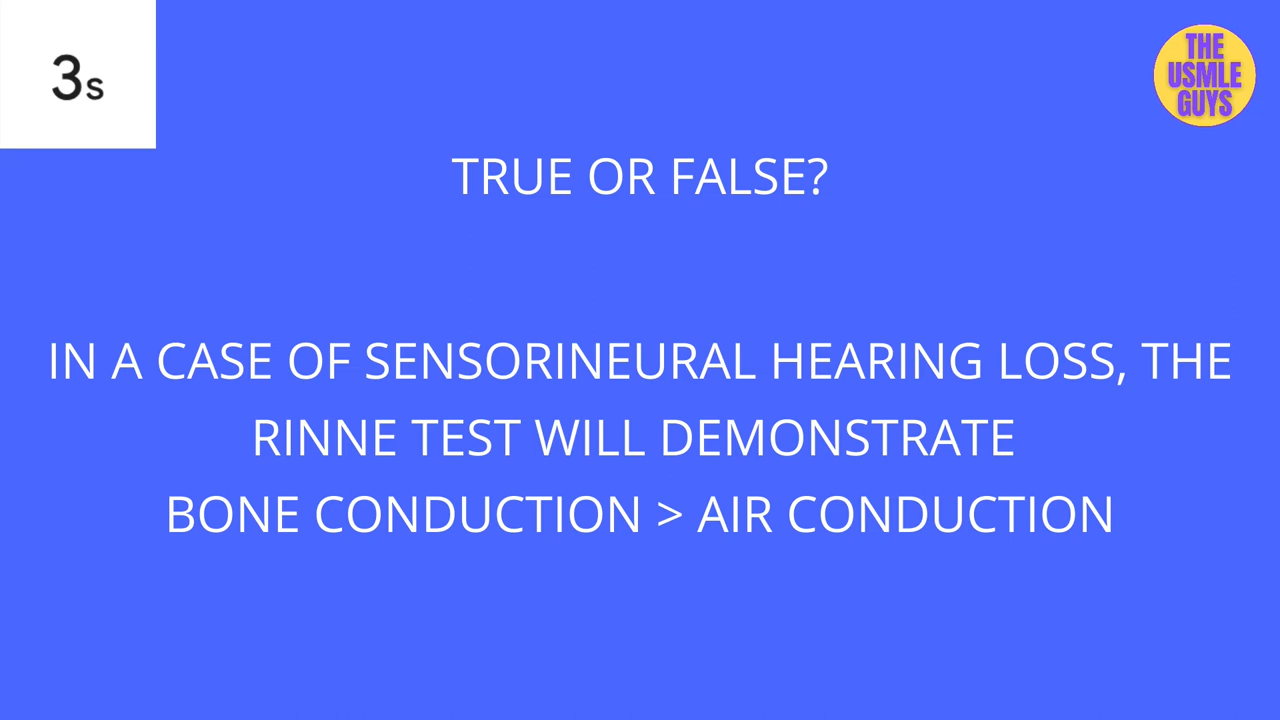 3s
THE
USMLE
GUYS
TRUE OR FALSE?
IN A CASE OF SENSORINEURAL HEARING LOSS, THE
RINNE TEST WILL DEMONSTRATE
BONE CONDUCTION > AIR CONDUCTION